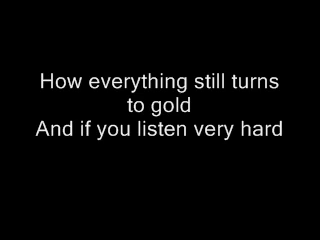 How everything still turns
to gold
And if you listen very hard